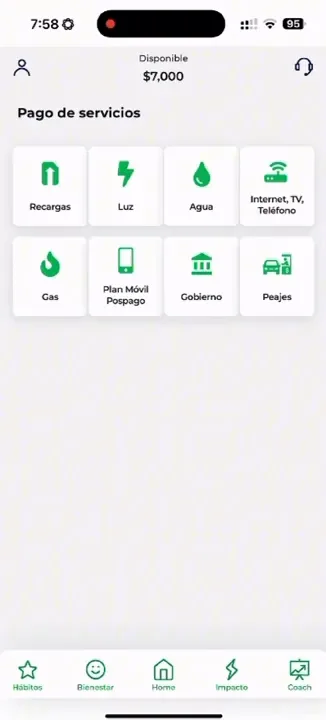 7:58
95
Disponible
$7,000
Pago de servicios
Recargas
Luz
Agua
Internet, TV,
Teléfono
Gas
Plan Móvil
Pospago
Gobierno
Peajes
Hábitos
Bienestar
Home
Impacto
Coach